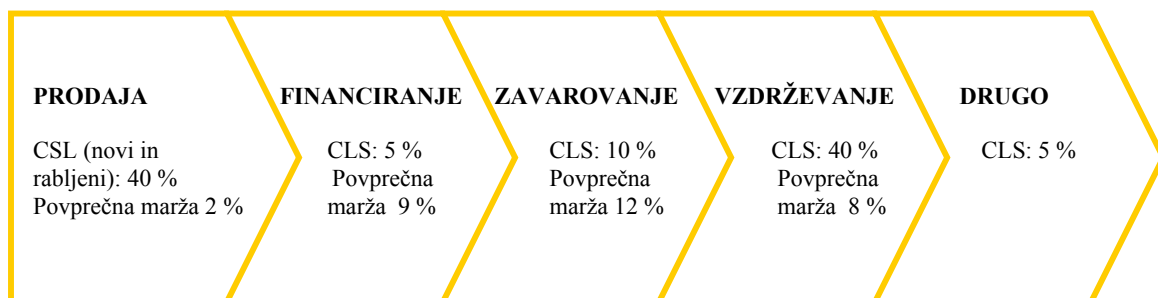 PRODAJA
CSL (novi in
rabljeni): 40 %
Povprečna marža 2 %
FINANCIRANJE
CLS: 5 %
Povprečna
marža 9 %
ZAVAROVANJE
CLS: 10 %
Povprečna
marža 12 %
VZDRŽEVANJE
CLS: 40 %
Povprečna
marža 8 %
DRUGO
CLS: 5 %